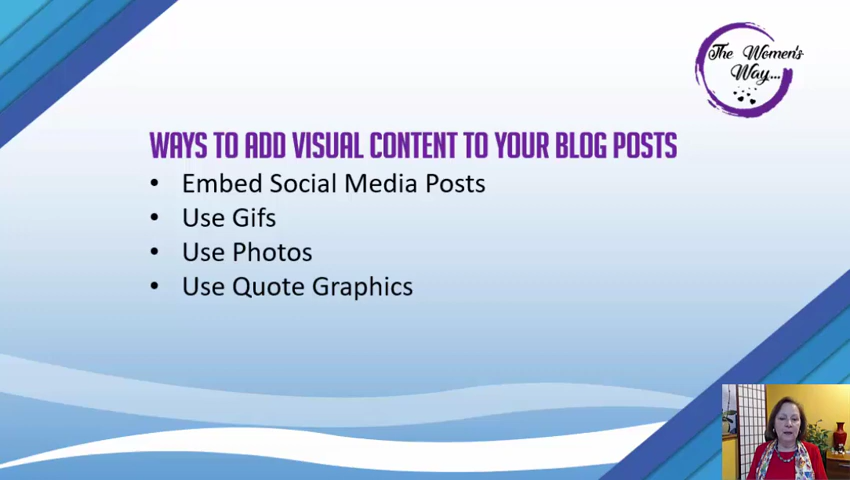 The Women's
Way...
WAYS TO ADD VISUAL CONTENT TO YOUR BLOG POSTS
• Embed Social Media Posts
• Use Gifs
• Use Photos
• Use Quote Graphics